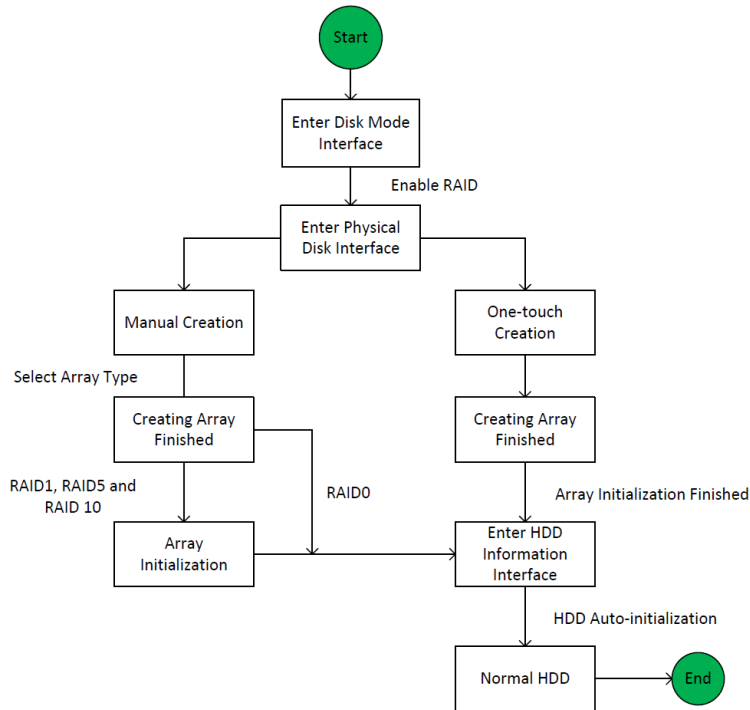 Start
Enter Disk Mode
Interface
Enable RAID
Enter Physical
Disk Interface
Manual Creation
One-touch
Creation
Select Array Type
Creating Array
Finished
Creating Array
Finished
RAID1, RAID5 and
RAID 10
RAID0
Array Initialization Finished
Array
Initialization
Enter HDD
Information
Interface
HDD Auto-initialization
Normal HDD
End